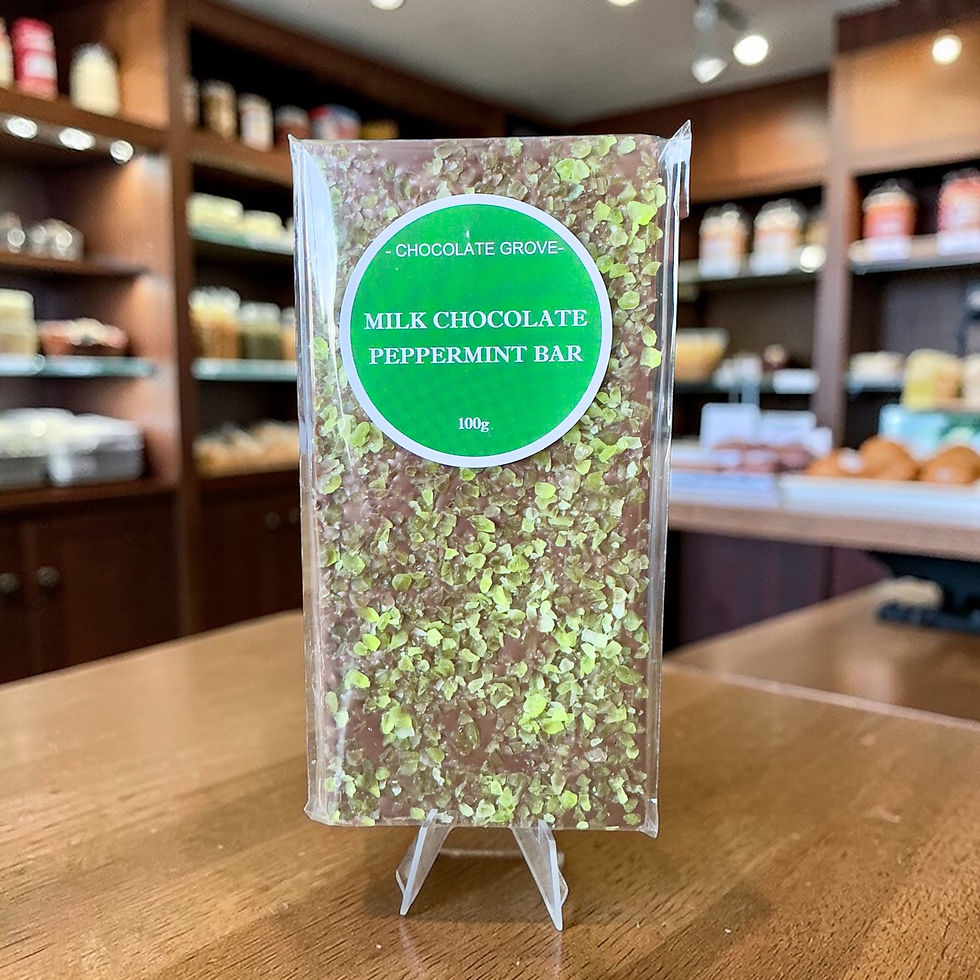 - CHOCOLATE GROVE-
MILK CHOCOLATE
PEPPERMINT BAR
100g